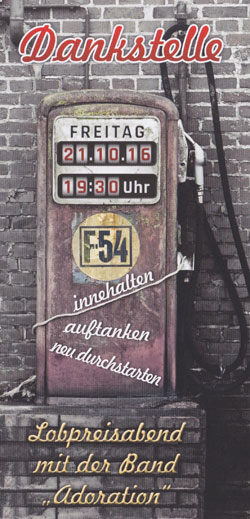 Dankstelle
FREITAG
21.10.16
19:30 Uhr
F54
innehalten
auftanken
neu durchstarten
Lobpreisabend
mit der Band
„Adoration“